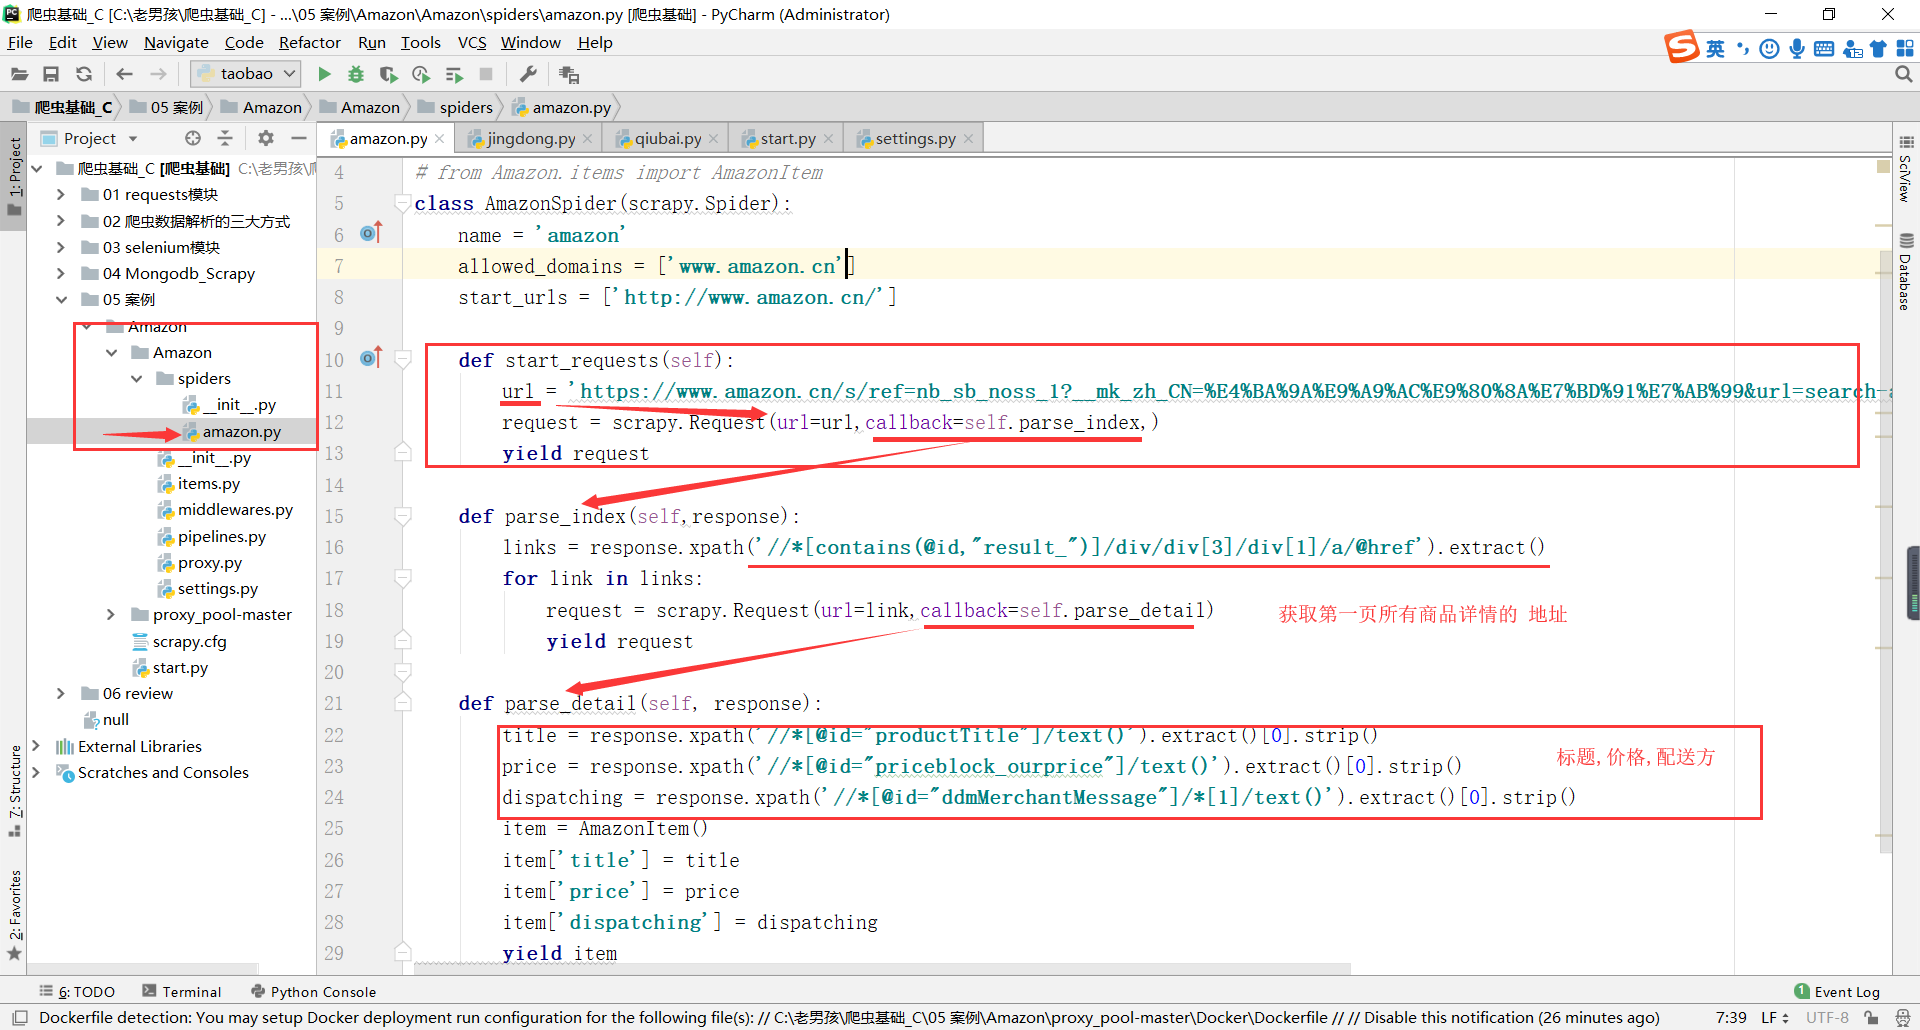 爬虫基础_C [C:\老男孩\爬虫基础_C] - ...\05 案例\Amazon\Amazon\spiders\amazon.py [爬虫基础] - PyCharm (Administrator)
File Edit View Navigate Code Refactor Run Tools VCS Window Help
英
taobao
爬虫基础_C 05 案例 Amazon Amazon spiders amazon.py
Project
amazon.py jingdong.py qiubai.py start.py settings.py
1: Project
7: Structure
2: Favorites
SciView
Database
爬虫基础_C [爬虫基础] C:\老男孩\
01 requests模块
02 爬虫数据解析的三大方式
03 selenium模块
04 Mongodb_Scrapy
05 案例
Amazon
Amazon
spiders
__init__.py
amazon.py
__init__.py
items.py
middlewares.py
pipelines.py
proxy.py
settings.py
proxy_pool-master
scrapy.cfg
start.py
06 review
null
External Libraries
Scratches and Consoles
4 # from Amazon.items import AmazonItem
5 class AmazonSpider(scrapy.Spider):
6 name = 'amazon'
7 allowed_domains = ['www.amazon.cn']
8 start_urls = ['http://www.amazon.cn/']
9
10 def start_requests(self):
11 url = 'https://www.amazon.cn/s/ref=nb_sb_noss_1?__mk_zh_CN=%E4%BA%9A%E9%A9%AC%E9%80%8A%E7%BD%91%E7%AB%99&url=search-a
12 request = scrapy.Request(url=url,callback=self.parse_index,)
13 yield request
14
15 def parse_index(self,response):
16 links = response.xpath('//*[contains(@id,"result_")]/div/div[3]/div[1]/a/@href').extract()
17 for link in links:
18 request = scrapy.Request(url=link,callback=self.parse_detail) 获取第一页所有商品详情的 地址
19 yield request
20
21 def parse_detail(self, response):
22 title = response.xpath('//*[@id="productTitle"]/text()').extract()[0].strip()
23 price = response.xpath('//*[@id="priceblock_ourprice"]/text()').extract()[0].strip() 标题,价格,配送方
24 dispatching = response.xpath('//*[@id="ddmMerchantMessage"]/*[1]/text()').extract()[0].strip()
25 item = AmazonItem()
26 item['title'] = title
27 item['price'] = price
28 item['dispatching'] = dispatching
29 yield item
6: TODO Terminal Python Console 1 Event Log
Dockerfile detection: You may setup Docker deployment run configuration for the following file(s): // C:\老男孩\爬虫基础_C\05 案例\Amazon\proxy_pool-master\Docker\Dockerfile // // Disable this notification (26 minutes ago) 7:39 LF UTF-8